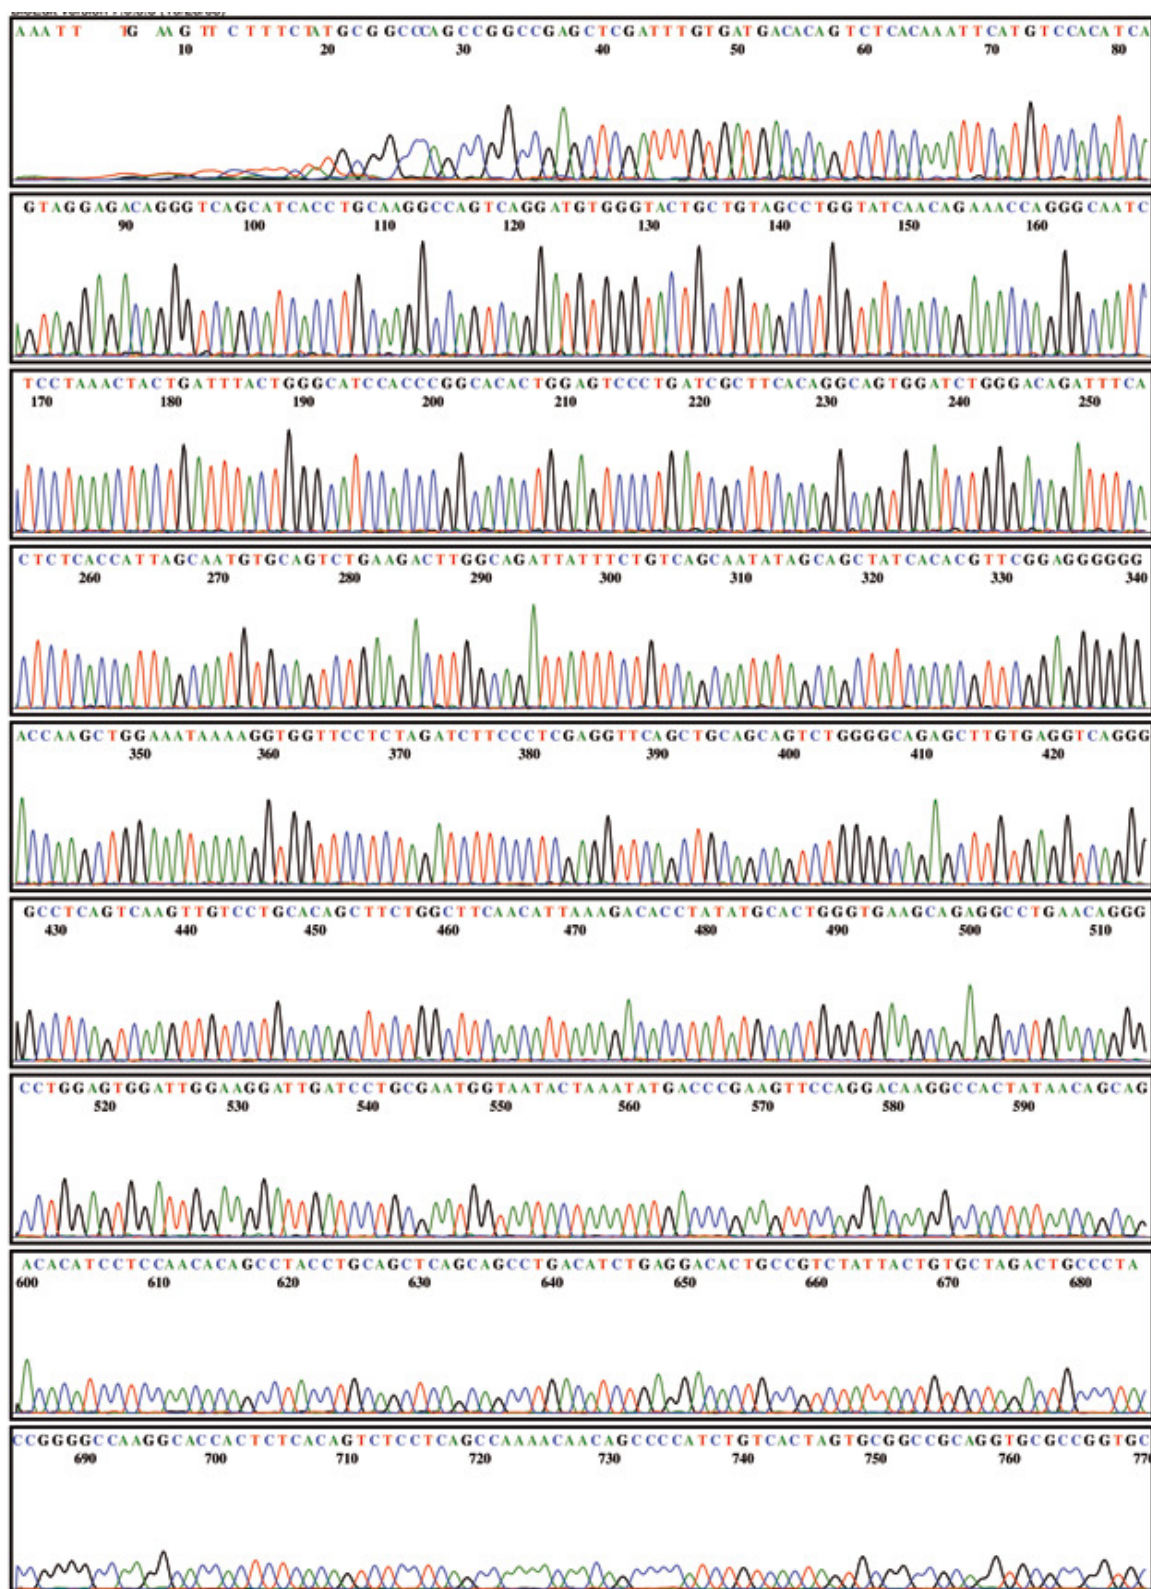 AAATT TG AAG TTCTTTCTATGCGGCCCAGCCGGCCGAGCTCGATTTGTGATGACACAGTCTCACAAATTCATGTCCACATCA
10 20 30 40 50 60 70 80
GTAGGAGACAGGGTCAGCATCACCTGCAAGGCCAGTCAGGATGTGGGTACTGCTGTAGCCTGGTATCAACAGAAACCAGGGCAATC
90 100 110 120 130 140 150 160
TCCTAAACTACTGATTTACTGGGCATCCACCCGGCACACTGGAGTCCCTGATCGCTTCACAGGCAGTGGATCTGGGACAGATTTCA
170 180 190 200 210 220 230 240 250
CTCTCACCATTAGCAATGTGCAGTCTGAAGACTTGGCAGATTATTTCTGTCAGCAATATAGCAGCTATCACACGTTCGGAGGGGGG
260 270 280 290 300 310 320 330 340
ACCAAGCTGGAAATAAAAGGTGGTTCCTCTAGATCTTCCCTCGAGGTTCAGCTGCAGCAGTCTGGGGCAGAGCTTGTGAGGTCAGGG
350 360 370 380 390 400 410 420
GCCTCAGTCAAGTTGTCCTGCACAGCTTCTGGCTTCAACATTAAAGACACCTATATGCACTGGGTGAAGCAGAGGCCTGAACAGGG
430 440 450 460 470 480 490 500 510
CCTGGAGTGGATTGGAAGGATTGATCCTGCGAATGGTAATACTAAATATGACCCGAAGTTCCAGGACAAGGCCACTATAACAGCAG
520 530 540 550 560 570 580 590
ACACATCCTCCAACACAGCCTACCTGCAGCTCAGCAGCCTGACATCTGAGGACACTGCCGTCTATTACTGTGCTAGACTGCCCTA
600 610 620 630 640 650 660 670 680
CCGGGGCCAAGGCACCACTCTCACAGTCTCCTCAGCCAAAACAACAGCCCCATCTGTCACTAGTGCGGCCGCAGGTGCGCCGGTGC
690 700 710 720 730 740 750 760 770